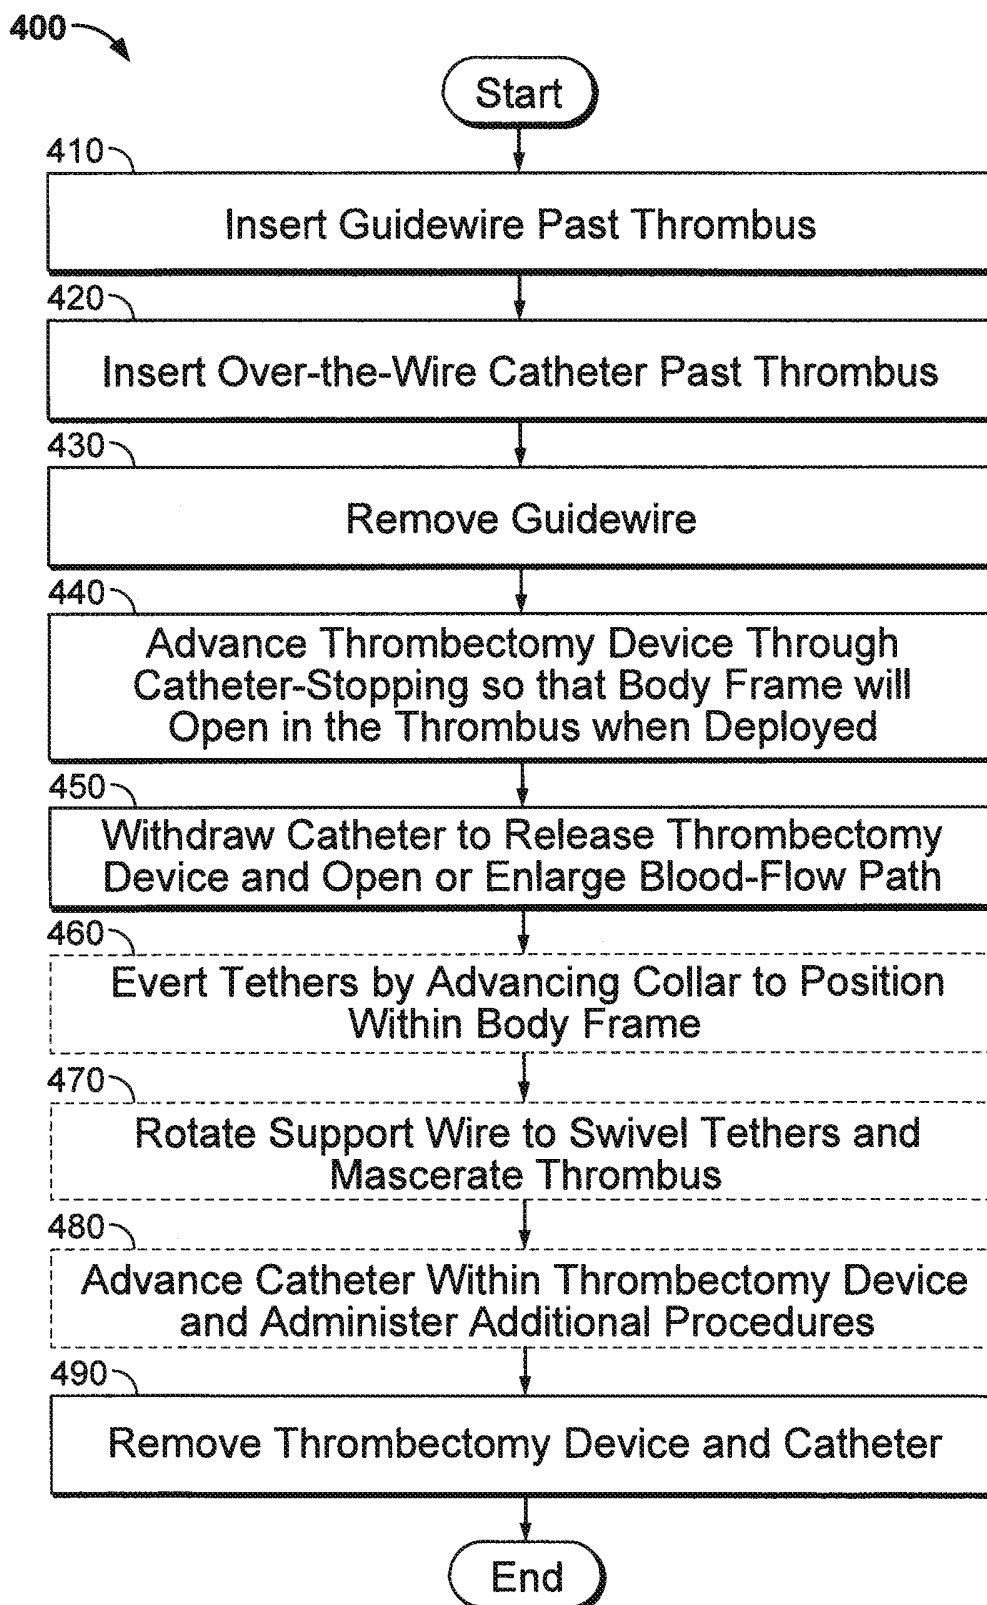 400
Start
410
Insert Guidewire Past Thrombus
420
Insert Over-the-Wire Catheter Past Thrombus
430
Remove Guidewire
440
Advance Thrombectomy Device Through
Catheter-Stopping so that Body Frame will
Open in the Thrombus when Deployed
450
Withdraw Catheter to Release Thrombectomy
Device and Open or Enlarge Blood-Flow Path
460
Evert Tethers by Advancing Collar to Position
Within Body Frame
470
Rotate Support Wire to Swivel Tethers and
Mascerate Thrombus
480
Advance Catheter Within Thrombectomy Device
and Administer Additional Procedures
490
Remove Thrombectomy Device and Catheter
End